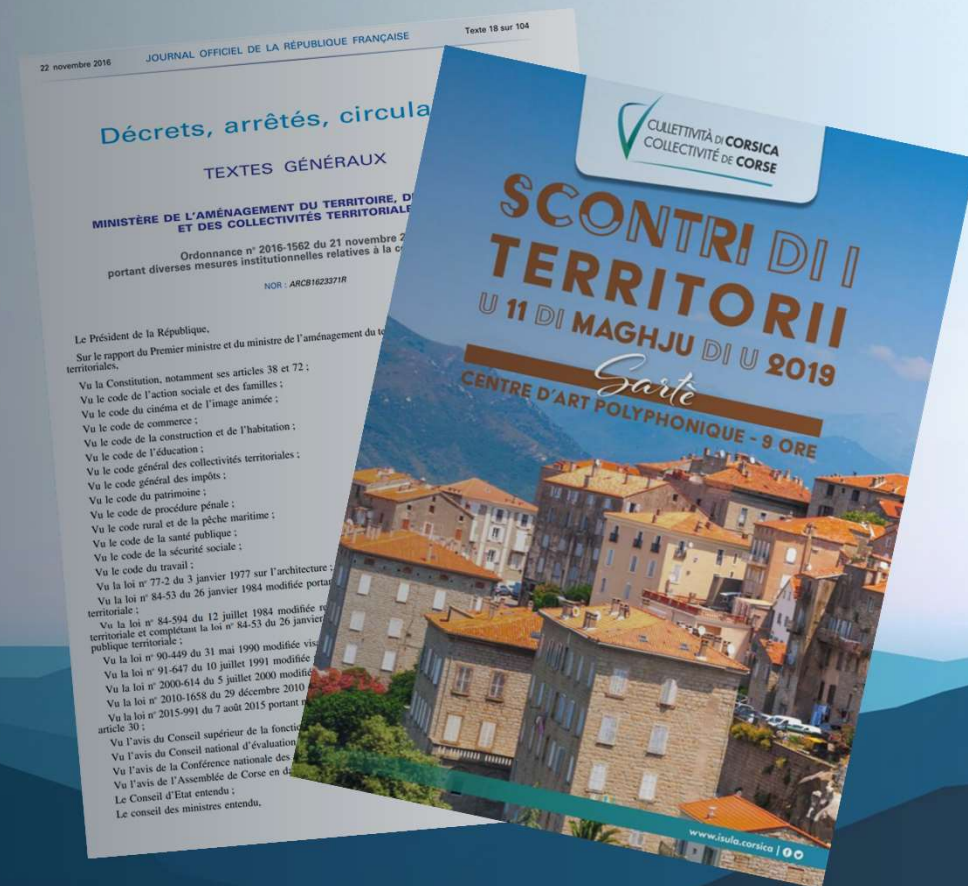 22 novembre 2016
JOURNAL OFFICIEL DE LA RÉPUBLIQUE FRANÇAISE
Texte 18 sur 104
Décrets, arrêtés,
TEXTES GÉNÉRAUX
MINISTÈRE DE L'AMÉNAGEMENT DU TERRITOIRE,
ET DES COLLECTIVITÉS
Ordonnance n° 2016-1562 du 21 novembre
portant diverses mesures institutionnelles relatives à la
NOR : ARCB1623371R
Le Président de la République,
Sur le rapport du Premier ministre et du ministre de l'aménagement du
territoriales,
Vu la Constitution, notamment ses articles 38 et 72 ;
Vu le code de l'action sociale et des familles ;
Vu le code du cinéma et de l'image animée ;
Vu le code de commerce ;
Vu le code de la construction et de l'habitation ;
Vu le code de l'éducation ;
Vu le code général des collectivités territoriales ;
Vu le code général des impôts ;
Vu le code du patrimoine ;
Vu le code de procédure pénale ;
Vu le code rural et de la pêche maritime ;
Vu le code de la santé publique ;
Vu le code de la sécurité sociale ;
Vu le code du travail ;
Vu la loi n° 77-2 du 3 janvier 1977 sur l'architecture ;
Vu la loi n° 84-53 du 26 janvier 1984 modifiée
territoriale ;
Vu la loi n° 84-594 du 12 juillet 1984 modifiée
territoriale et complétant la loi n° 84-53 du 26 janvier
publique territoriale ;
Vu la loi n° 90-449 du 31 mai 1990 modifiée
Vu la loi n° 91-647 du 10 juillet 1991 modifiée
Vu la loi n° 2000-614 du 5 juillet 2000
Vu la loi n° 2010-1658 du 29 décembre 2010
Vu la loi n° 2015-991 du 7 août 2015 portant
article 30 ;
Vu l'avis du Conseil supérieur de la
Vu l'avis du Conseil national d'évaluation
Vu l'avis de la Conférence nationale des
Vu l'avis de l'Assemblée de Corse en
Le Conseil d'Etat entendu ;
Le conseil des ministres entendu,
CULLETTIVITÀ DI CORSICA
COLLECTIVITÉ DE CORSE
SCONTRI DI I
TERRITORII
U 11 DI MAGHJU DI U 2019
Sartè
CENTRE D'ART POLYPHONIQUE - 9 ORE
www.isula.corsica |